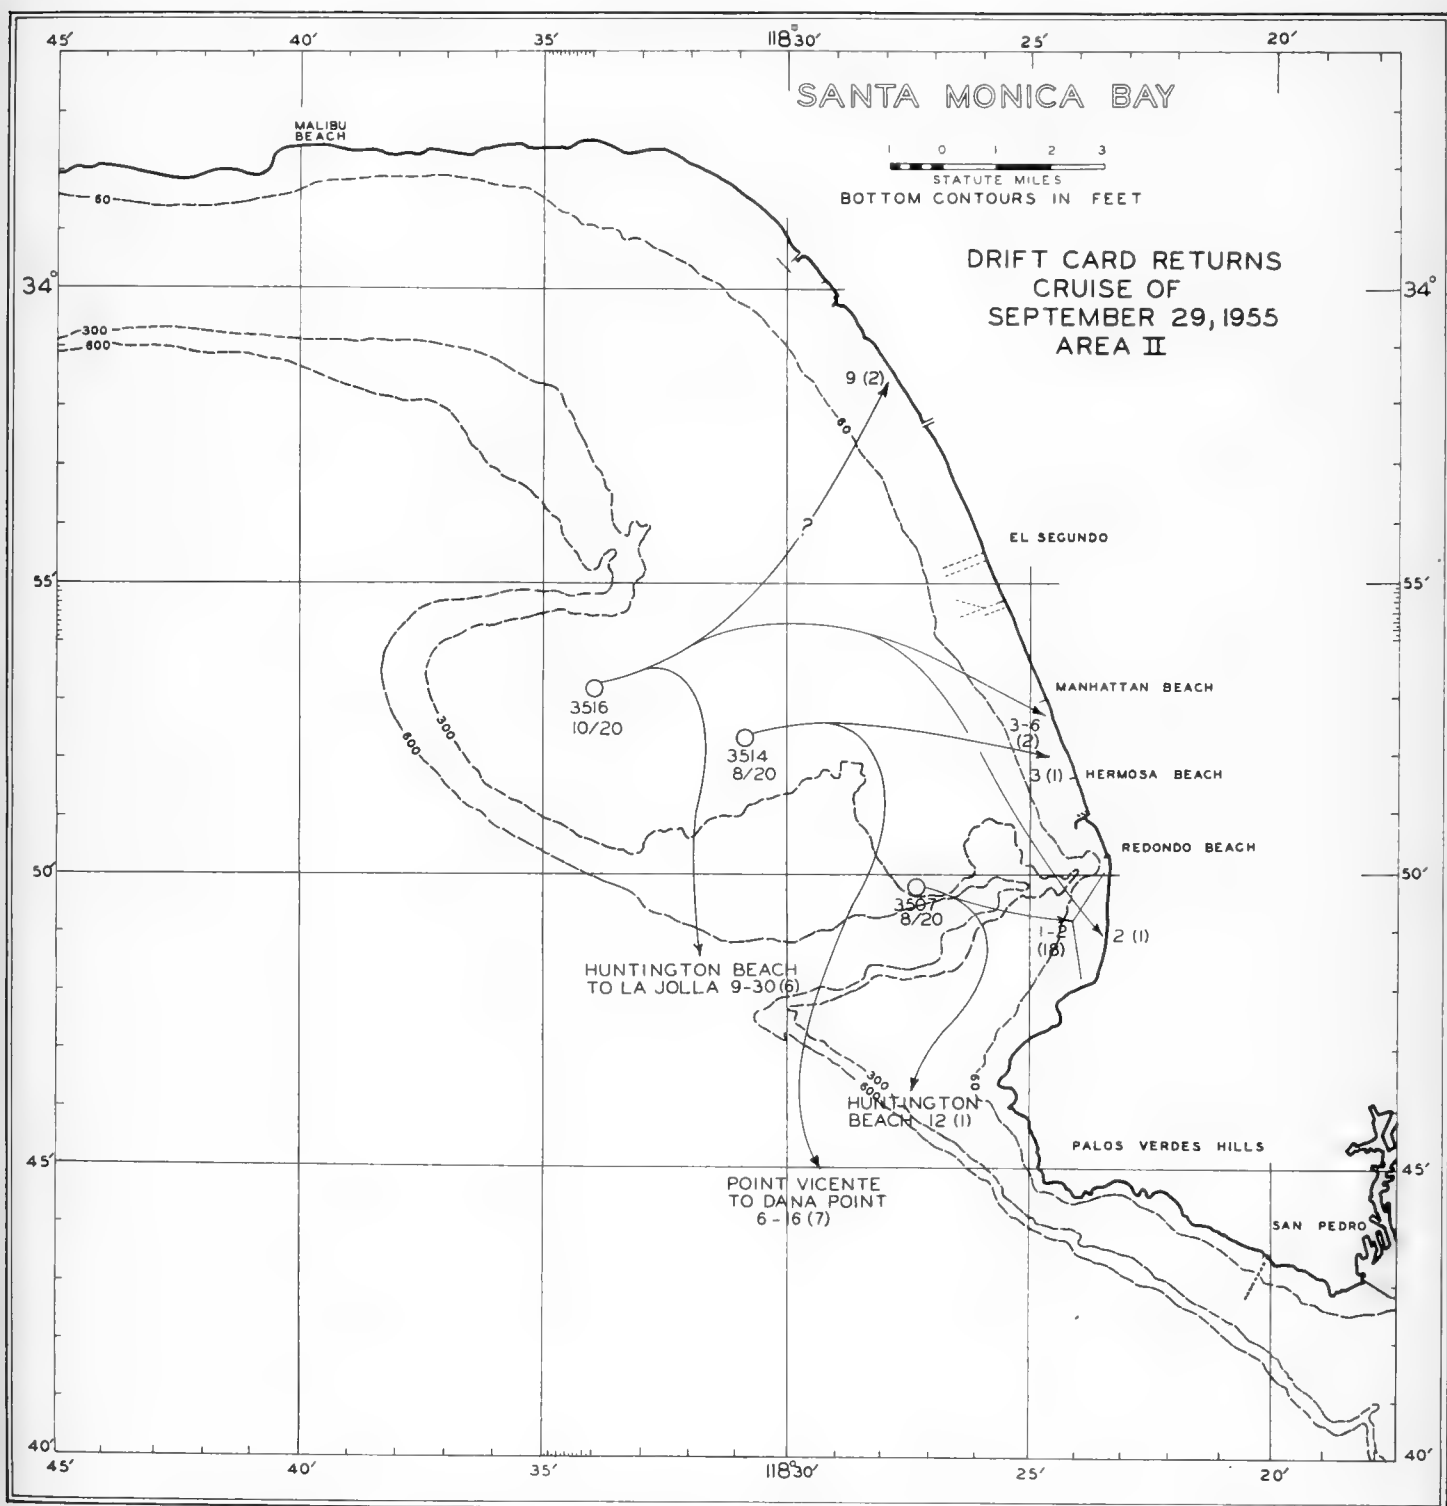 45′ 40′ 35′ 118°30′ 25′ 20′
SANTA MONICA BAY
MALIBU
BEACH
1 0 1 2 3
STATUTE MILES
BOTTOM CONTOURS IN FEET
60
DRIFT CARD RETURNS
CRUISE OF
SEPTEMBER 29, 1955
AREA II
34° 34°
300
600
9 (2)
60
?
EL SEGUNDO
55′ 55′
MANHATTAN BEACH
3516
10/20
3-6
(2)
300
600
3514
8/20
3 (1)
HERMOSA BEACH
REDONDO BEACH
50′ 50′
3507
8/20
1-2
(18)
2 (1)
HUNTINGTON BEACH
TO LA JOLLA 9-30 (6)
300
600
60
HUNTINGTON
BEACH 12 (1)
PALOS VERDES HILLS
45′ 45′
POINT VICENTE
TO DANA POINT
6-16 (7)
SAN PEDRO
40′ 40′
45′ 40′ 35′ 118°30′ 25′ 20′